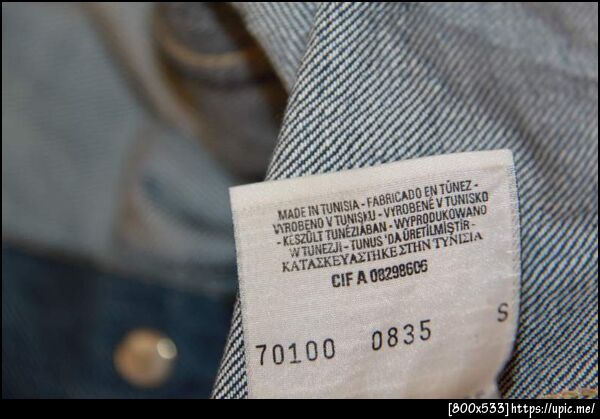 MADE IN TUNISIA - FABRICADO EN TÚNEZ -
VYROBENO V TUNISKU - VYROBENÉ V TUNISKO
- KÉSZÜLT TUNÉZIÁBAN - WYPRODUKOWANO
W TUNEZJI - TUNUS 'DA ÜRETİLMİŞTİR -
ΚΑΤΑΣΚΕΥΑΣΤΗΚΕ ΣΤΗΝ ΤΥΝΗΣΙΑ
CIF A 08298606
70100 0835 S
[800x533]https://upic.me/